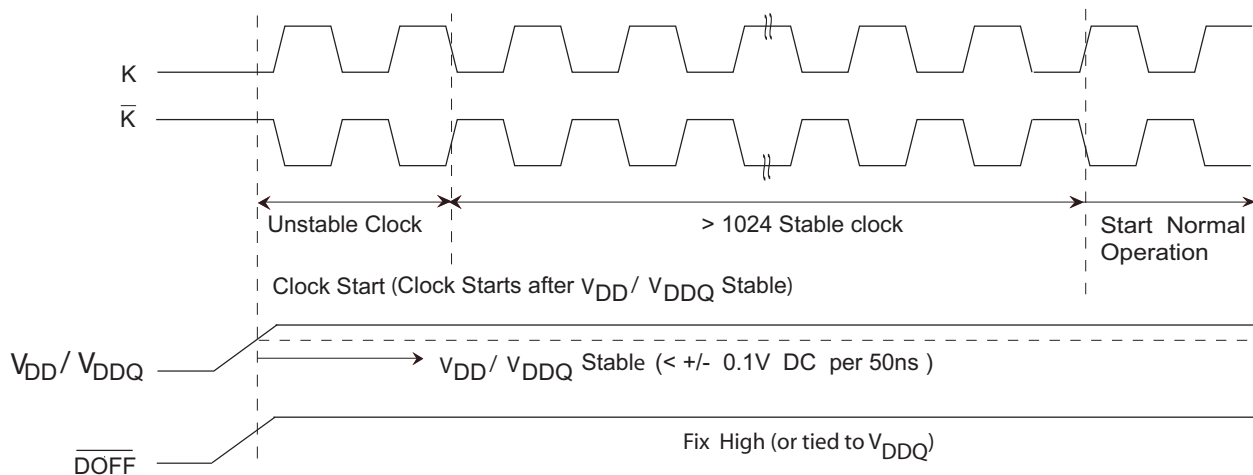 K
K̅
Unstable Clock
> 1024 Stable clock
Start Normal
Operation
Clock Start (Clock Starts after VDD / VDDQ Stable)
VDD / VDDQ
VDD / VDDQ Stable (< +/- 0.1V DC per 50ns )
Fix High (or tied to VDDQ)
D̅O̅F̅F̅